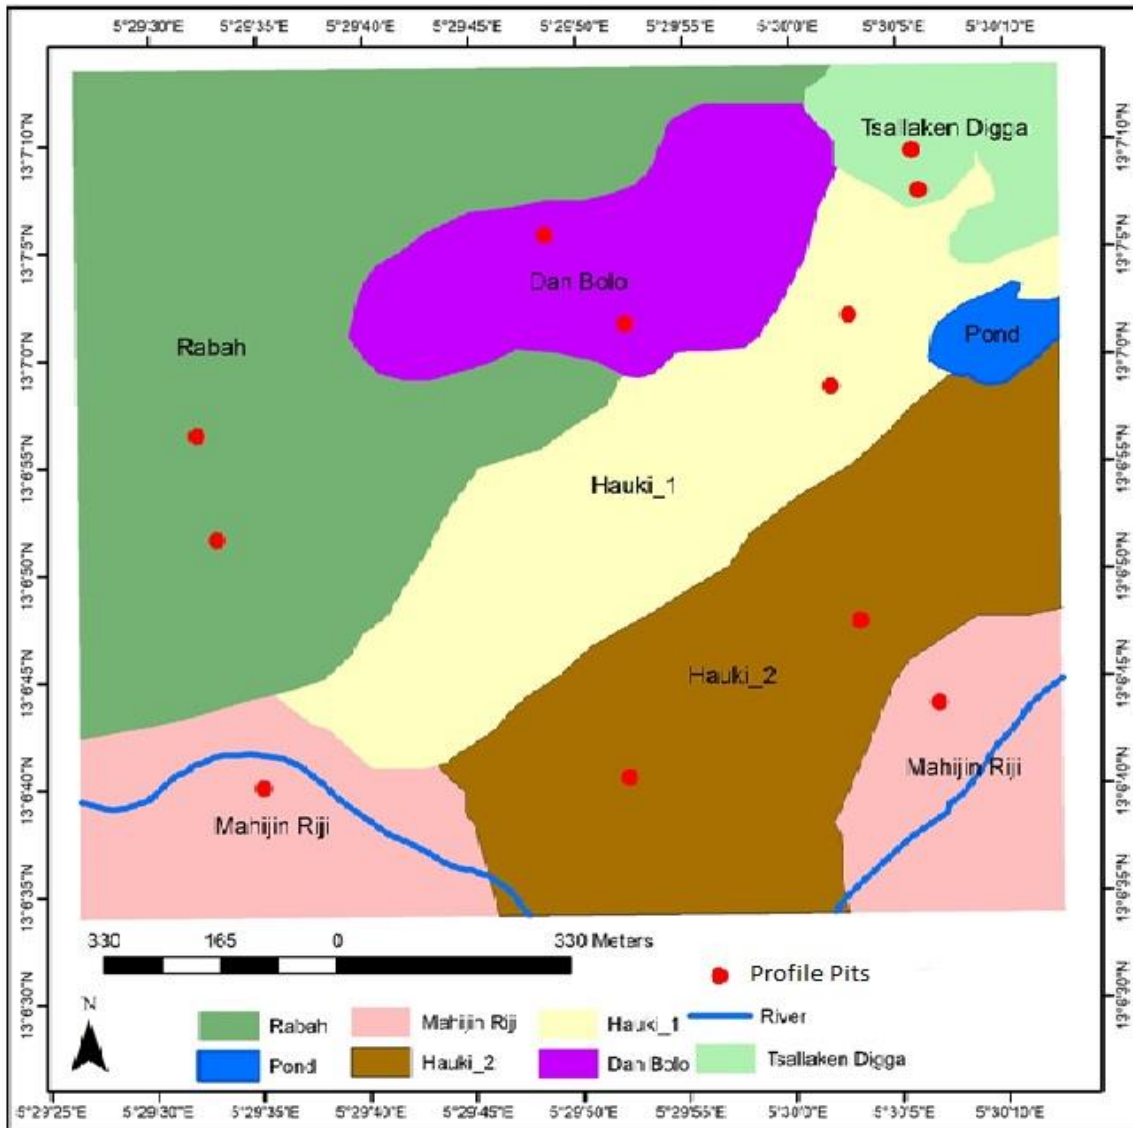 5°29'30"E 5°29'35"E 5°29'40"E 5°29'45"E 5°29'50"E 5°29'55"E 5°30'0"E 5°30'5"E 5°30'10"E
13°7'10"N
13°7'5"N
13°7'0"N
13°6'55"N
13°6'50"N
13°6'45"N
13°6'40"N
13°6'35"N
13°6'30"N
Tsallaken Digga
Dan Bolo
Pond
Rabah
Hauki_1
Hauki_2
Mahijin Riji
Mahijin Riji
13°7'10"N
13°7'5"N
13°7'0"N
13°6'55"N
13°6'50"N
13°6'45"N
13°6'40"N
13°6'35"N
13°6'30"N
330 165 0 330 Meters
Profile Pits
N
Rabah Mahijin Riji Hauki_1 River
Pond Hauki_2 Dan Bolo Tsallaken Digga
5°29'25"E 5°29'30"E 5°29'35"E 5°29'40"E 5°29'45"E 5°29'50"E 5°29'55"E 5°30'0"E 5°30'5"E 5°30'10"E